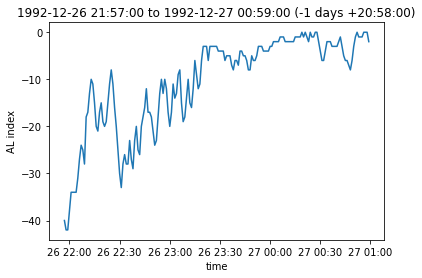 1992-12-26 21:57:00 to 1992-12-27 00:59:00 (-1 days +20:58:00)
0
−10
−20
−30
−40
AL index
26 22:00 26 22:30 26 23:00 26 23:30 27 00:00 27 00:30 27 01:00
time